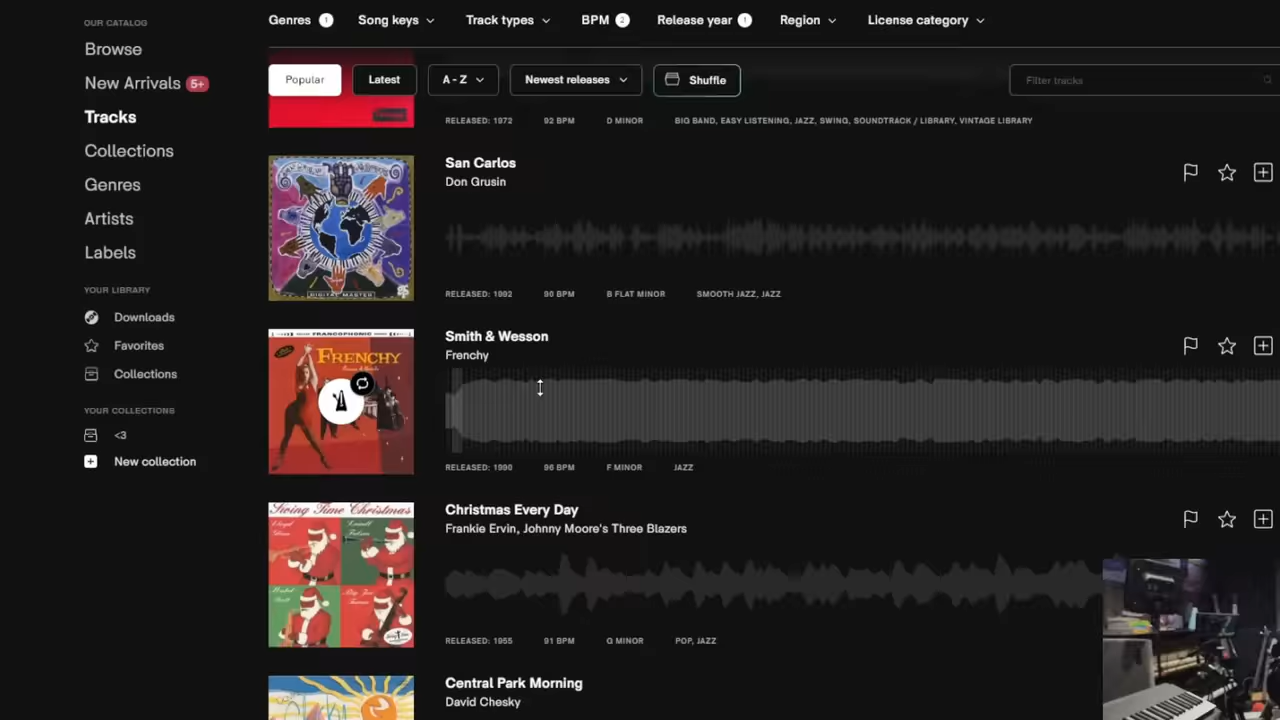 OUR CATALOG
Browse
New Arrivals 5+
Tracks
Collections
Genres
Artists
Labels
YOUR LIBRARY
Downloads
Favorites
Collections
YOUR COLLECTIONS
<3
New collection
Genres 1 Song keys Track types BPM 2 Release year 1 Region License category
Popular Latest A - Z Newest releases Shuffle Filter tracks
RELEASED: 1972 92 BPM D MINOR BIG BAND, EASY LISTENING, JAZZ, SWING, SOUNDTRACK / LIBRARY, VINTAGE LIBRARY
San Carlos
Don Grusin
DIGITAL MASTER
RELEASED: 1992 90 BPM B FLAT MINOR SMOOTH JAZZ, JAZZ
Smith & Wesson
Frenchy
FRANCOPHONIC
FRENCHY
RELEASED: 1990 96 BPM F MINOR JAZZ
Christmas Every Day
Frankie Ervin, Johnny Moore's Three Blazers
Swing Time Christmas
RELEASED: 1955 91 BPM G MINOR POP, JAZZ
Central Park Morning
David Chesky